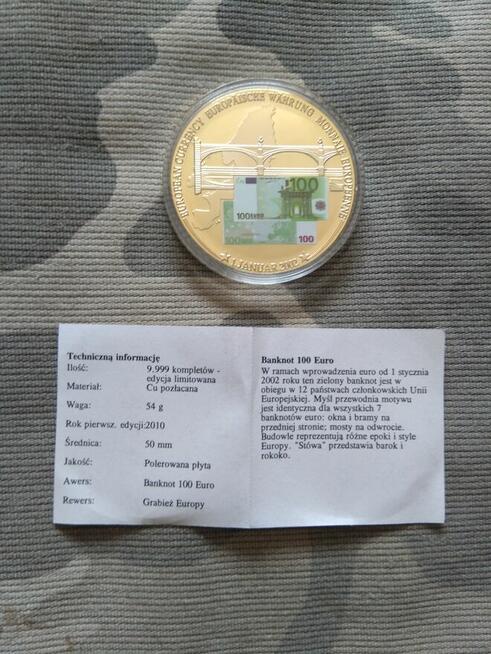 EUROPEAN CURRENCY EUROPÄISCHE WÄHRUNG MONNAIE EUROPÉENNE
100
100 EURO
100 EURO
100
1 JANUAR 2002
Techniczną informację
Ilość: 9.999 kompletów -
edycja limitowana
Materiał: Cu pozłacana
Waga: 54 g
Rok pierwsz. edycji:2010
Średnica: 50 mm
Jakość: Polerowana płyta
Awers: Banknot 100 Euro
Rewers: Grabież Europy
Banknot 100 Euro
W ramach wprowadzenia euro od 1 stycznia
2002 roku ten zielony banknot jest w
obiegu w 12 państwach członkowskich Unii
Europejskiej. Myśl przewodnia motywu
jest identyczna dla wszystkich 7
banknotów euro: okna i bramy na
przedniej stronie; mosty na odwrocie.
Budowle reprezentują różne epoki i style
Europy. "Stówa" przedstawia barok i
rokoko.